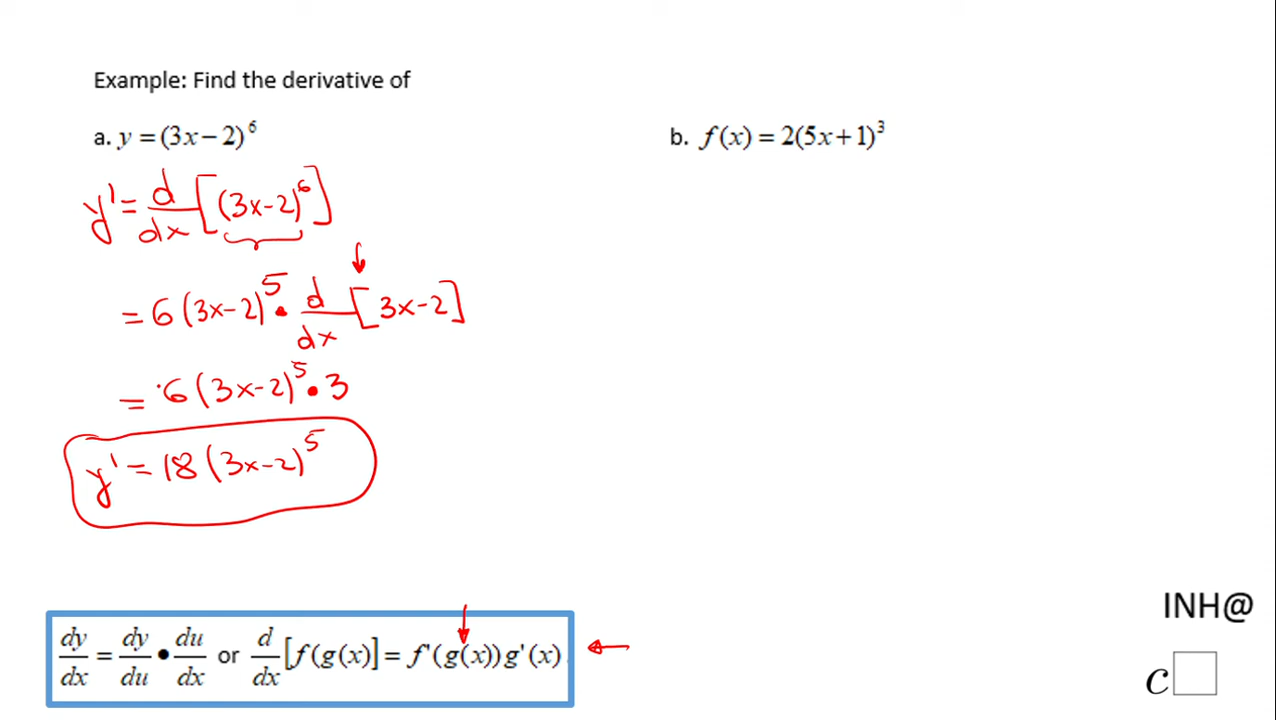 Example: Find the derivative of
a. y = (3x − 2)⁶
b. f(x) = 2(5x + 1)³
y' = d/dx [(3x-2)⁶]
= 6(3x-2)⁵ • d/dx [3x-2]
= 6(3x-2)⁵ • 3
y' = 18(3x-2)⁵
dy/dx = dy/du • du/dx or d/dx [f(g(x)] = f'(g(x))g'(x)
INH@
c